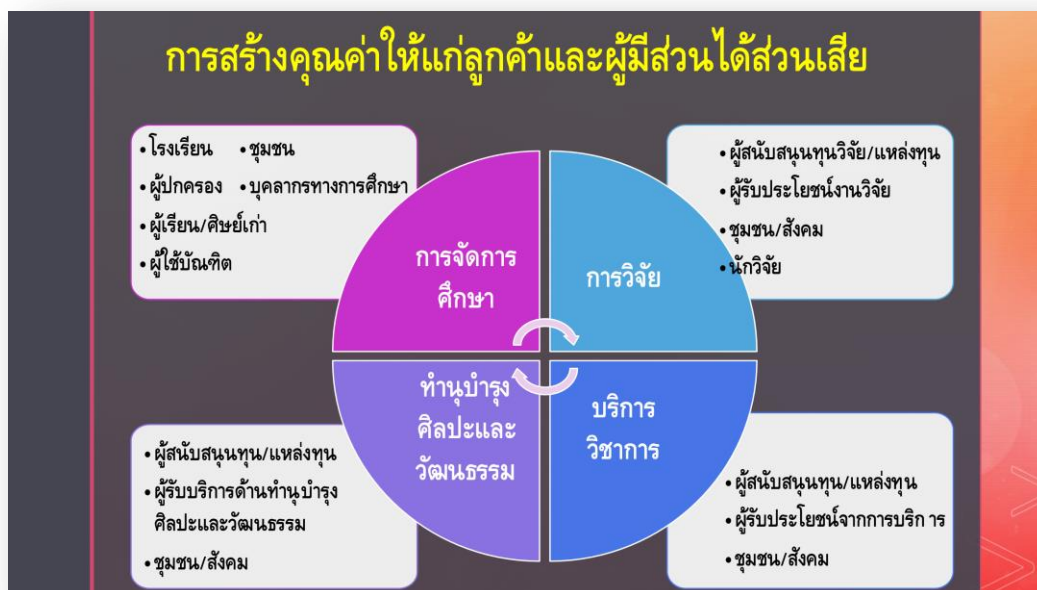 การสร้างคุณค่าให้แก่ลูกค้าและผู้มีส่วนได้ส่วนเสีย
•โรงเรียน •ชุมชน
•ผู้ปกครอง •บุคลากรทางการศึกษา
•ผู้เรียน/ศิษย์เก่า
•ผู้ใช้บัณฑิต
การจัดการ
ศึกษา
•ผู้สนับสนุนทุนวิจัย/แหล่งทุน
•ผู้รับประโยชน์งานวิจัย
•ชุมชน/สังคม
•นักวิจัย
การวิจัย
ทำนุบำรุง
ศิลปะและ
วัฒนธรรม
•ผู้สนับสนุนทุน/แหล่งทุน
•ผู้รับบริการด้านทำนุบำรุง
ศิลปะและวัฒนธรรม
•ชุมชน/สังคม
บริการ
วิชาการ
•ผู้สนับสนุนทุน/แหล่งทุน
•ผู้รับประโยชน์จากการบริก าร
•ชุมชน/สังคม